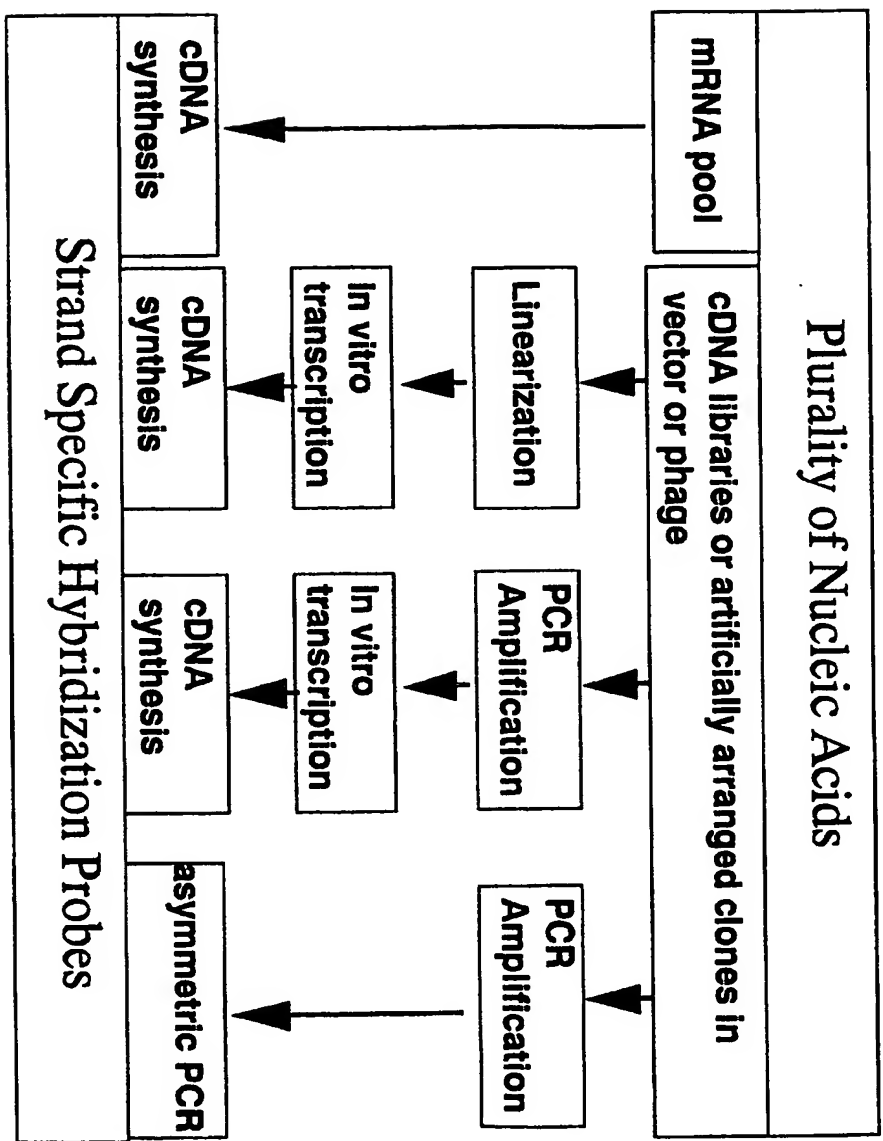 Plurality of Nucleic Acids
mRNA pool
cDNA libraries or artificially arranged clones in
vector or phage
Linearization
PCR
Amplification
PCR
Amplification
In vitro
transcription
In vitro
transcription
cDNA
synthesis
cDNA
synthesis
cDNA
synthesis
asymmetric PCR
Strand Specific Hybridization Probes